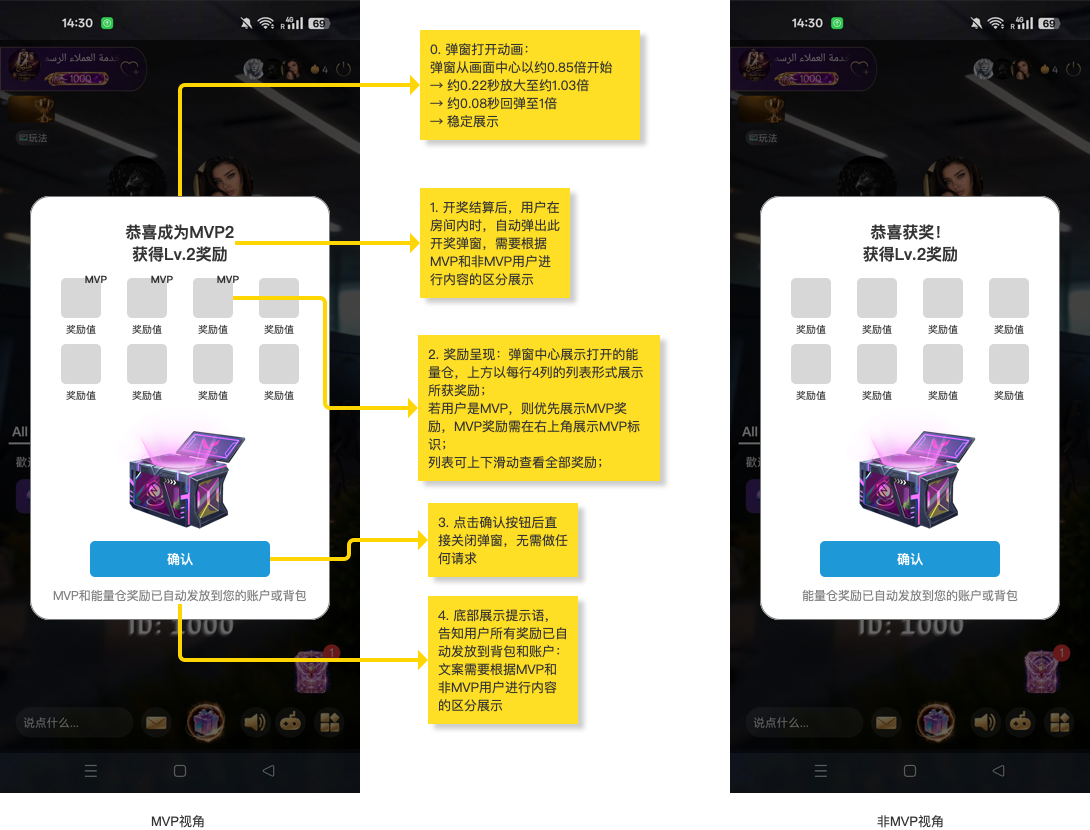 14:30
4G
R
69
خدمة العملاء الرسم
1000
4
玩法
恭喜成为MVP2
获得Lv.2奖励
MVP
MVP
MVP
奖励值
奖励值
奖励值
奖励值
奖励值
奖励值
奖励值
奖励值
All
歡
确认
MVP和能量仓奖励已自动发放到您的账户或背包
ID: 1000
1
说点什么...
MVP视角
0. 弹窗打开动画：
弹窗从画面中心以约0.85倍开始
→ 约0.22秒放大至约1.03倍
→ 约0.08秒回弹至1倍
→ 稳定展示
1. 开奖结算后，用户在
房间内时，自动弹出此
开奖弹窗，需要根据
MVP和非MVP用户进
行内容的区分展示
2. 奖励呈现：弹窗中心展示打开的能
量仓，上方以每行4列的列表形式展示
所获奖励；
若用户是MVP，则优先展示MVP奖
励，MVP奖励需在右上角展示MVP标
识；
列表可上下滑动查看全部奖励；
3. 点击确认按钮后直
接关闭弹窗，无需做任
何请求
4. 底部展示提示语，
告知用户所有奖励已自
动发放到背包和账户：
文案需要根据MVP和
非MVP用户进行内容
的区分展示
14:30
4G
R
69
خدمة العملاء الرسم
1000
4
玩法
恭喜获奖！
获得Lv.2奖励
奖励值
奖励值
奖励值
奖励值
奖励值
奖励值
奖励值
奖励值
All
歡
确认
能量仓奖励已自动发放到您的账户或背包
ID: 1000
1
说点什么...
非MVP视角